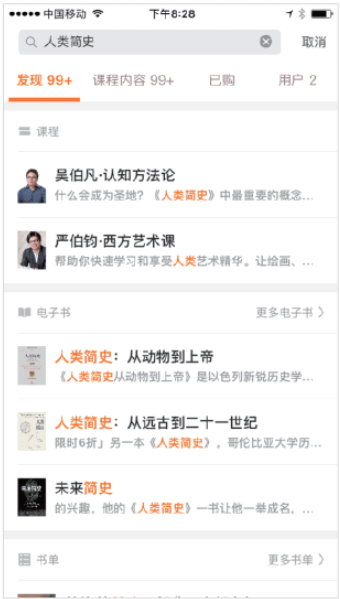 中国移动 下午8:28
人类简史 取消
发现 99+ 课程内容 99+ 已购 用户 2
课程
吴伯凡·认知方法论
什么会成为圣地？《人类简史》中最重要的概念...
严伯钧·西方艺术课
帮助你快速学习和享受人类艺术精华。让绘画、...
电子书 更多电子书
人类简史：从动物到上帝
《人类简史从动物到上帝》是以色列新锐历史学...
人类简史：从远古到二十一世纪
限时6折」另一本《人类简史》。哥伦比亚大学历...
未来简史
的兴趣。他的《人类简史》一书让他一举成名。...
书单 更多书单